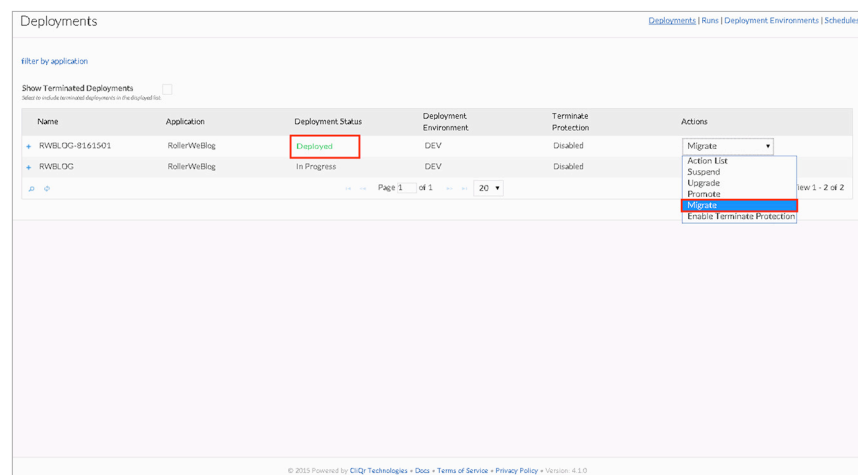 Deployments
Deployments | Runs | Deployment Environments | Schedules
filter by application
Show Terminated Deployments
Select to include terminated deployments in the displayed list.
Name Application Deployment Status Deployment Environment Terminate Protection Actions
RWBLOG-8161501 RollerWeBlog Deployed DEV Disabled Migrate
RWBLOG RollerWeBlog In Progress DEV Disabled
Action List
Suspend
Upgrade
Promote
Migrate
Enable Terminate Protection
Page 1 of 1 20 iew 1 - 2 of 2
© 2015 Powered by CliQr Technologies • Docs • Terms of Service • Privacy Policy • Version: 4.1.0